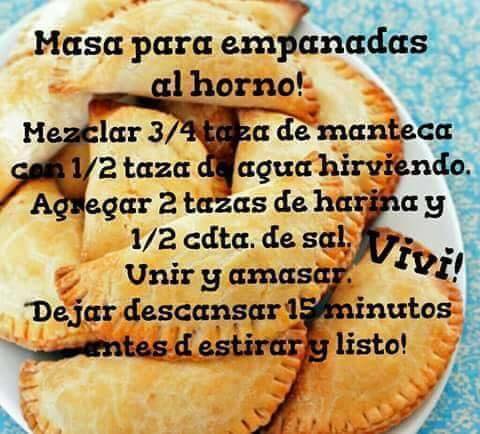 Masa para empanadas
al horno!
Mezclar 3/4 taza de manteca
con 1/2 taza de agua hirviendo.
Agregar 2 tazas de harina y
1/2 cdta. de sal.
Vivi!
Unir y amasar.
Dejar descansar 15 minutos
antes d'estirar y listo!